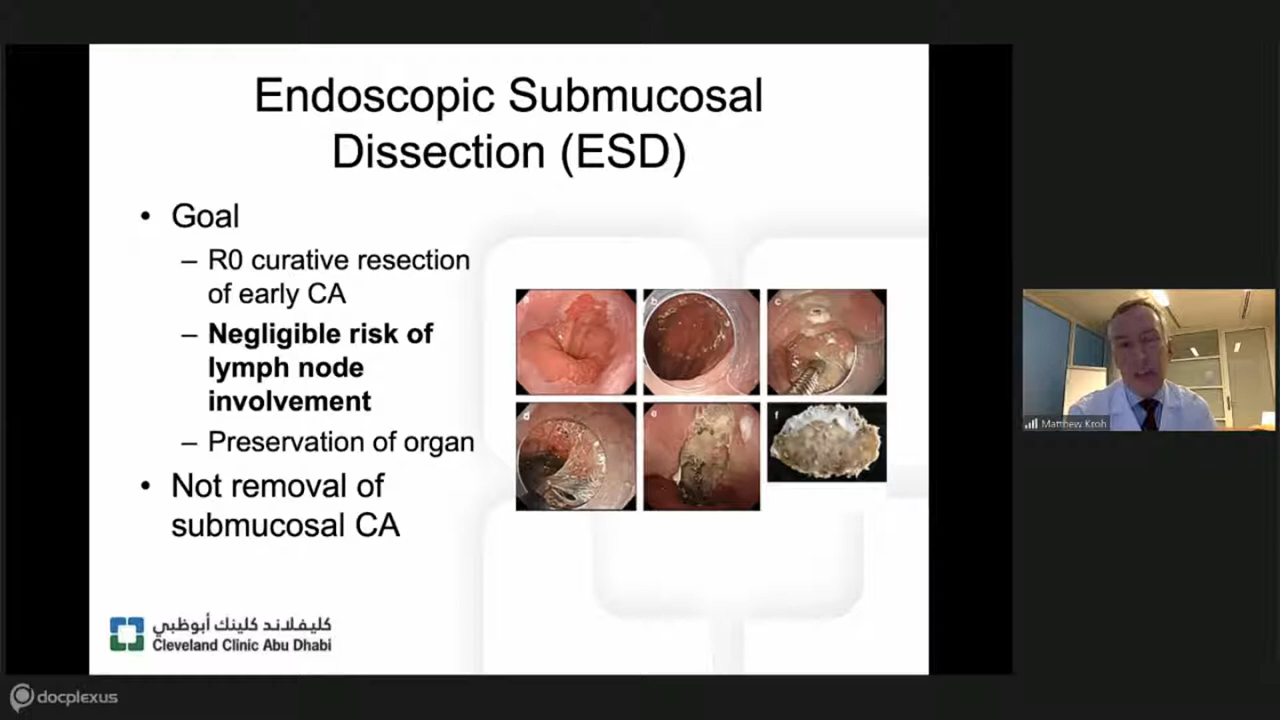 Endoscopic Submucosal
Dissection (ESD)
• Goal
– R0 curative resection
of early CA
– Negligible risk of
lymph node
involvement
– Preservation of organ
• Not removal of
submucosal CA
a
b
c
d
e
f
كليفلاند كلينك أبوظبي
Cleveland Clinic Abu Dhabi
Matthew Kroh
docplexus